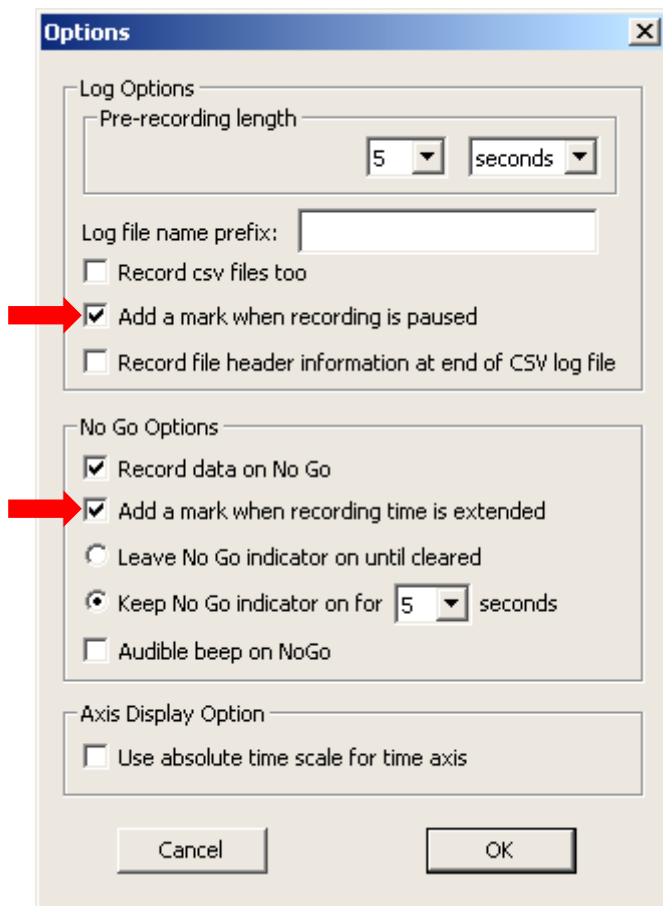 Options
Log Options
Pre-recording length
5 seconds
Log file name prefix:
Record csv files too
Add a mark when recording is paused
Record file header information at end of CSV log file
No Go Options
Record data on No Go
Add a mark when recording time is extended
Leave No Go indicator on until cleared
Keep No Go indicator on for 5 seconds
Audible beep on NoGo
Axis Display Option
Use absolute time scale for time axis
Cancel OK